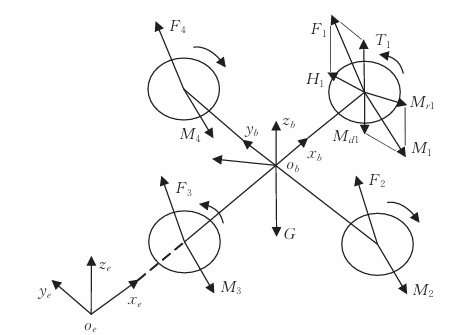 F4
F1
T1
H1
Mr1
M4
yb
zb
xb
Md1
M1
ob
F3
F2
G
ze
ye
xe
M3
M2
oe